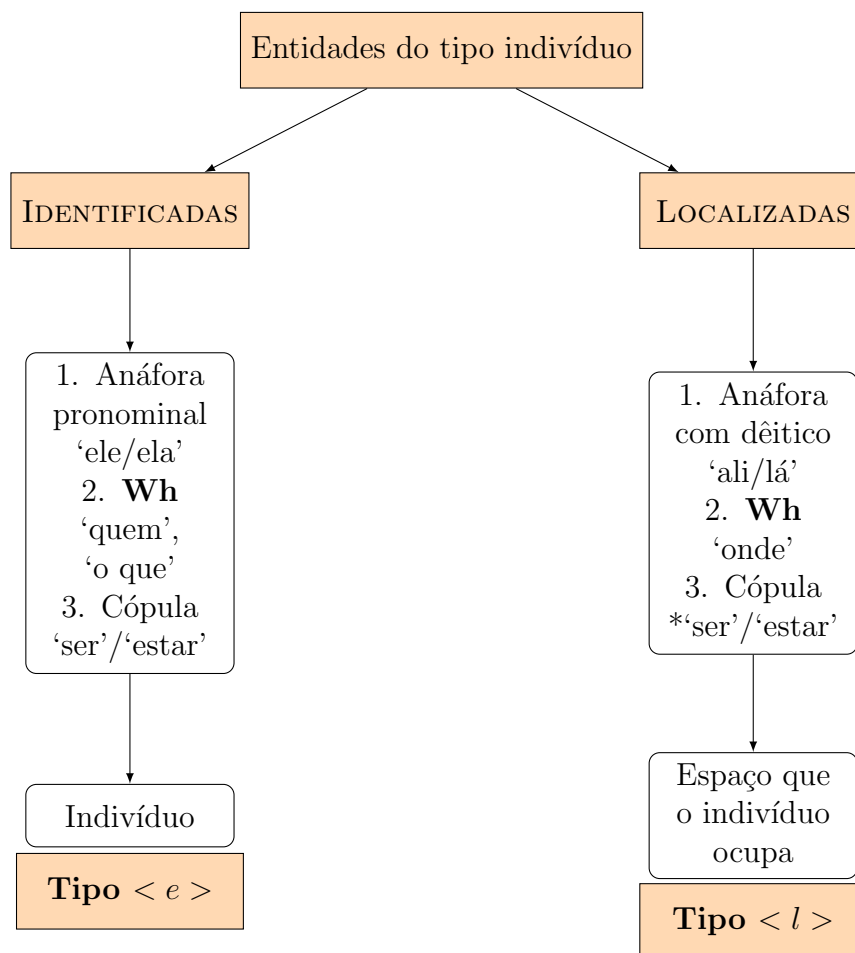 Entidades do tipo indivíduo
IDENTIFICADAS
LOCALIZADAS
1. Anáfora
pronominal
‘ele/ela’
2. Wh
‘quem’,
‘o que’
3. Cópula
‘ser’/‘estar’
1. Anáfora
com dêitico
‘ali/lá’
2. Wh
‘onde’
3. Cópula
*‘ser’/‘estar’
Indivíduo
Tipo < e >
Espaço que
o indivíduo
ocupa
Tipo < l >